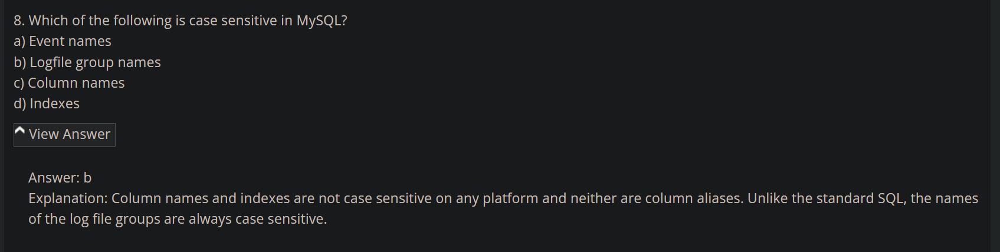 8. Which of the following is case sensitive in MySQL?
a) Event names
b) Logfile group names
c) Column names
d) Indexes
View Answer
Answer: b
Explanation: Column names and indexes are not case sensitive on any platform and neither are column aliases. Unlike the standard SQL, the names
of the log file groups are always case sensitive.